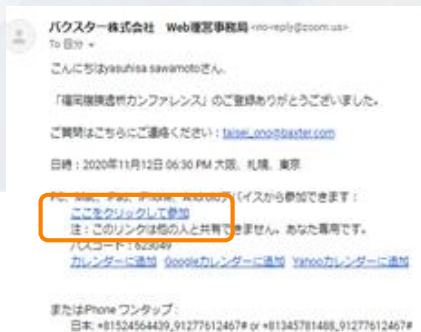 バクスター株式会社 Web運営事務局 <no-reply@zoom.us>
To 自分
こんにちはyasuhisa sawamotoさん、
「福岡腹膜透析カンファレンス」のご登録ありがとうございました。
ご質問はこちらにご連絡ください：taisei_ono@baxter.com
日時：2020年11月12日 06:30 PM 大阪、札幌、東京
PC、Mac、iPad、iPhone、Androidデバイスから参加できます：
ここをクリックして参加
注：このリンクは他の人と共有できません。あなた専用です。
パスコード：623049
カレンダーに追加 Googleカレンダーに追加 Yahooカレンダーに追加
またはiPhone ワンタップ：
日本: +81524564439,,91277612467# or +81345781488,,91277612467#